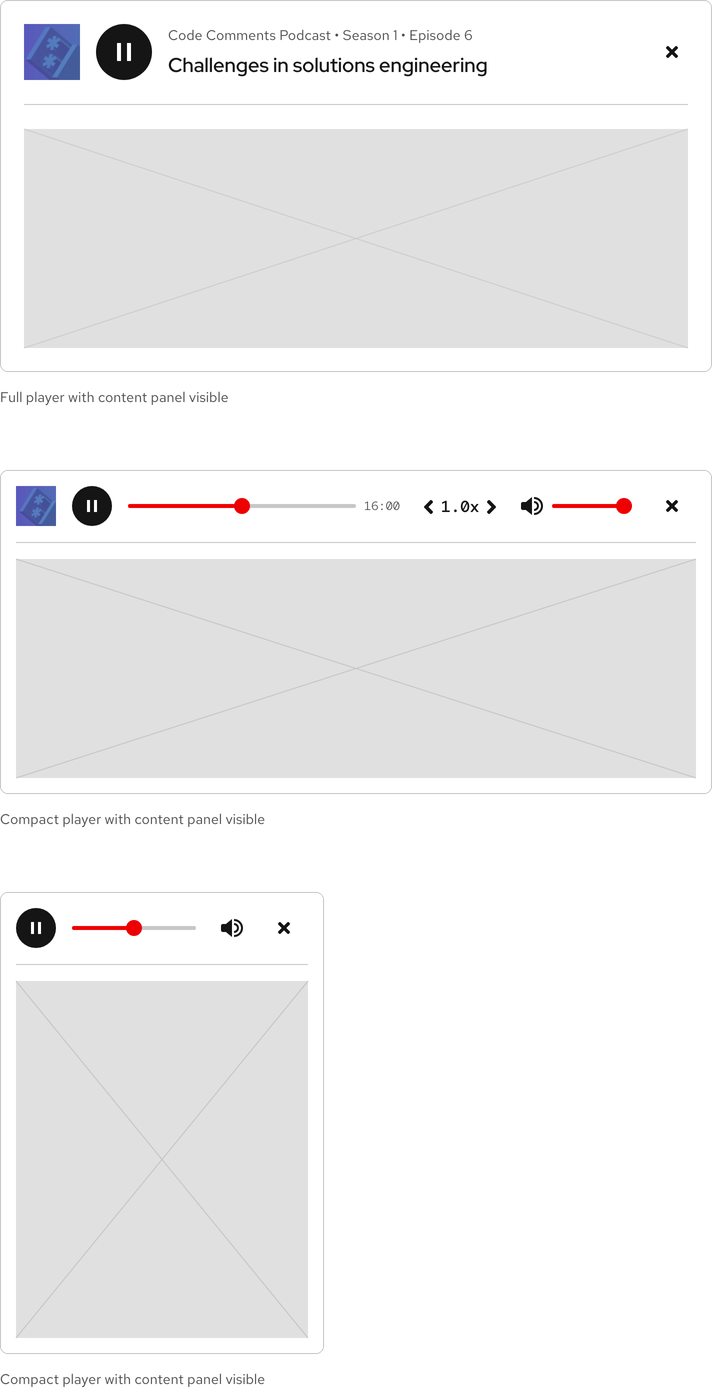 Code Comments Podcast • Season 1 • Episode 6
Challenges in solutions engineering
Full player with content panel visible
16:00
1.0x
Compact player with content panel visible
Compact player with content panel visible